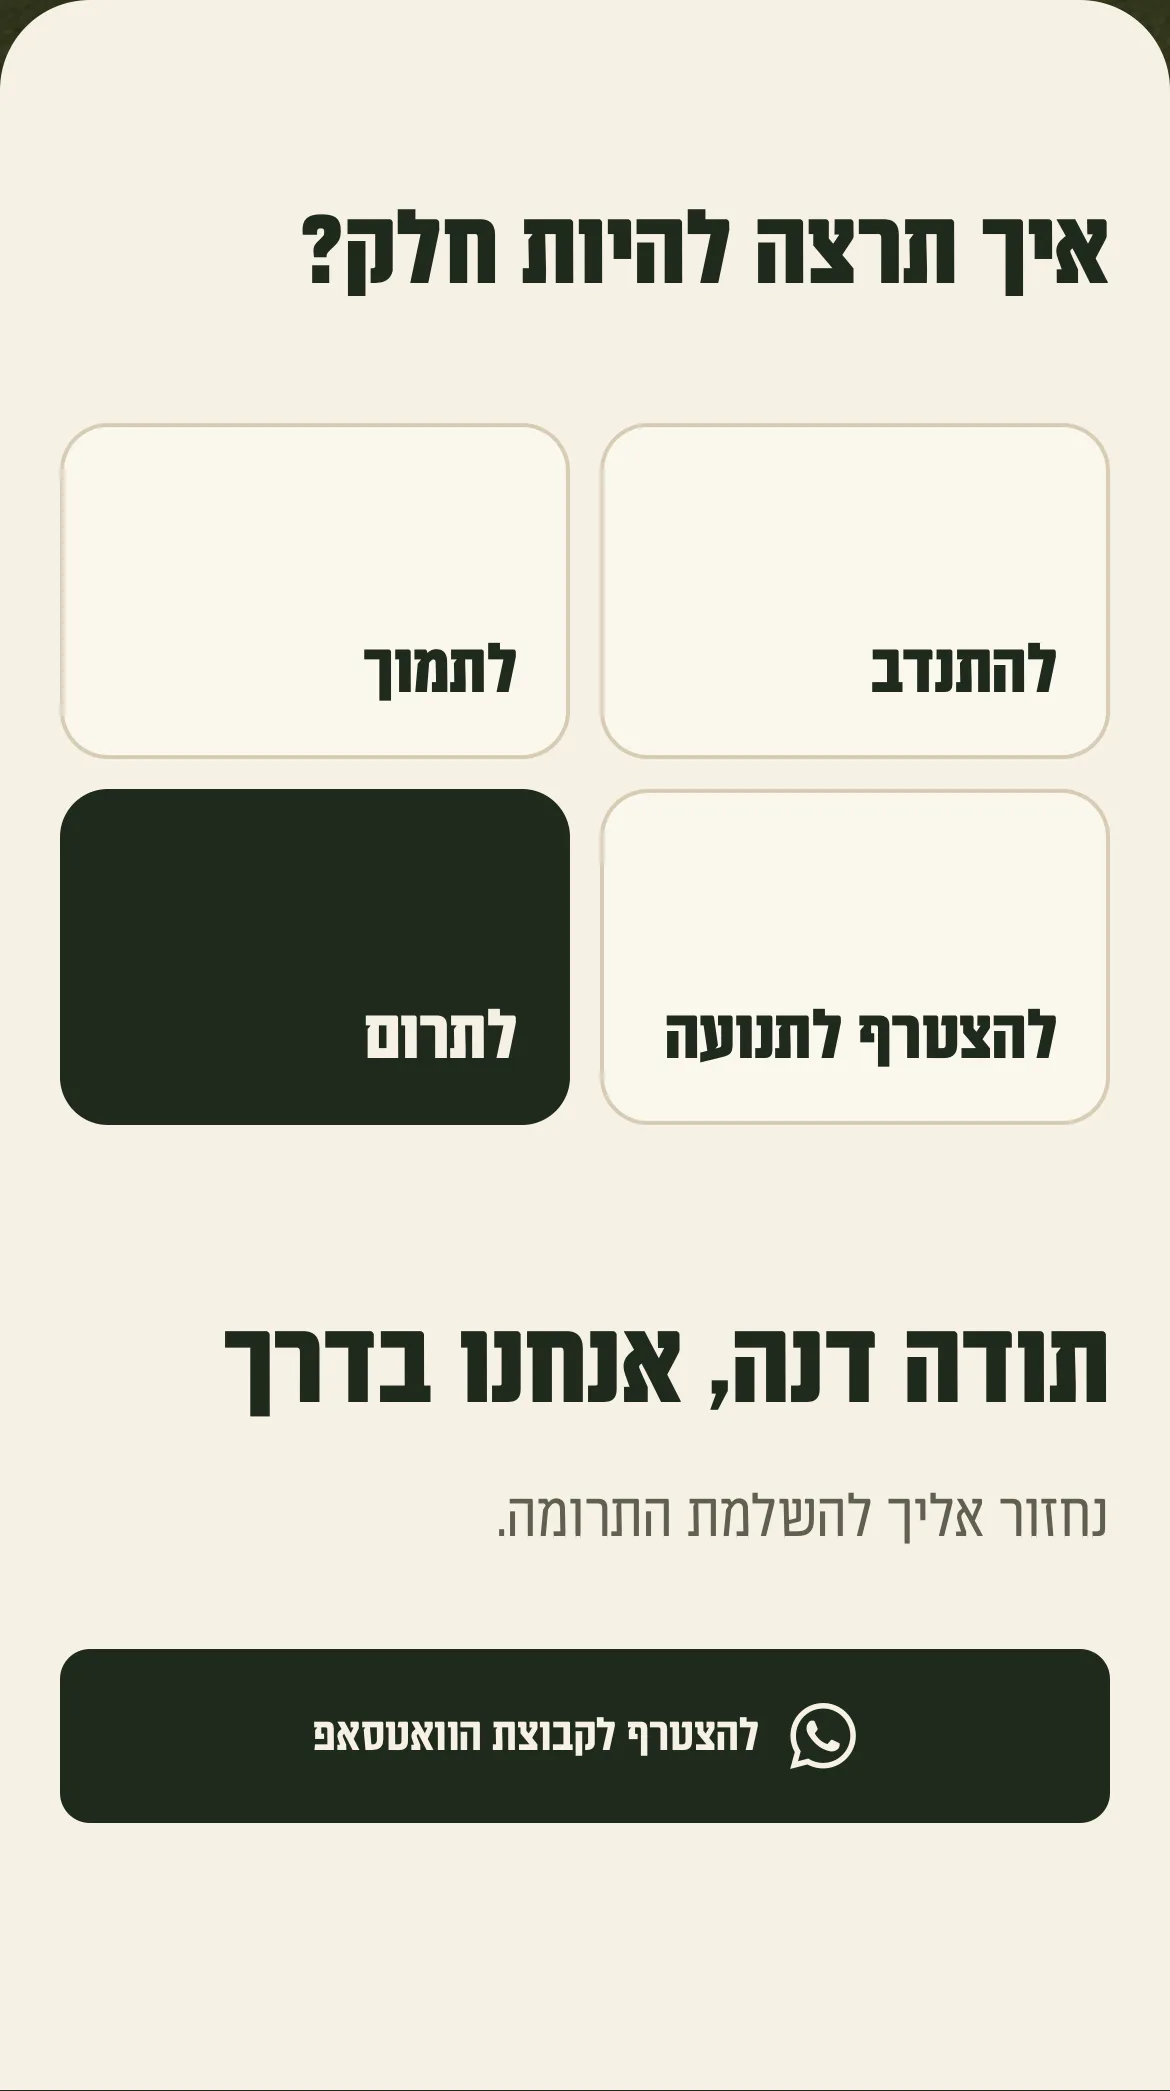 איך תרצה להיות חלק?
להתנדב
לתמוך
להצטרף לתנועה
לתרום
תודה דנה, אנחנו בדרך
נחזור אליך להשלמת התרומה.
להצטרף לקבוצת הוואטסאפ